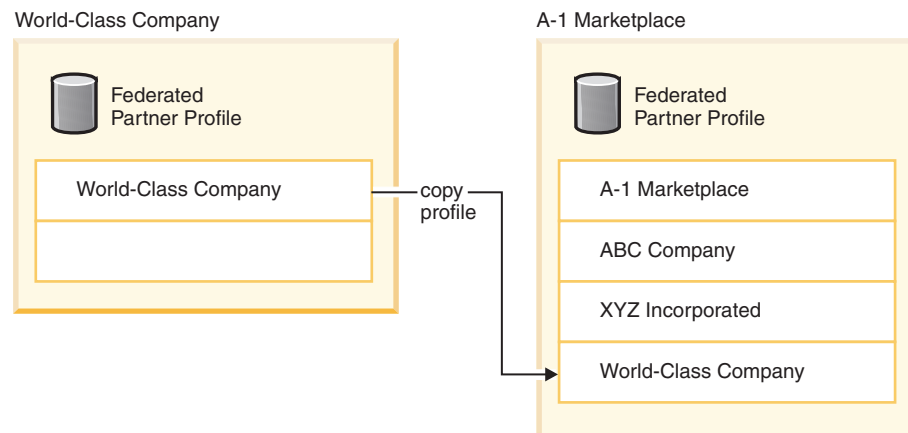 World-Class Company
Federated
Partner Profile
World-Class Company
copy
profile
A-1 Marketplace
Federated
Partner Profile
A-1 Marketplace
ABC Company
XYZ Incorporated
World-Class Company